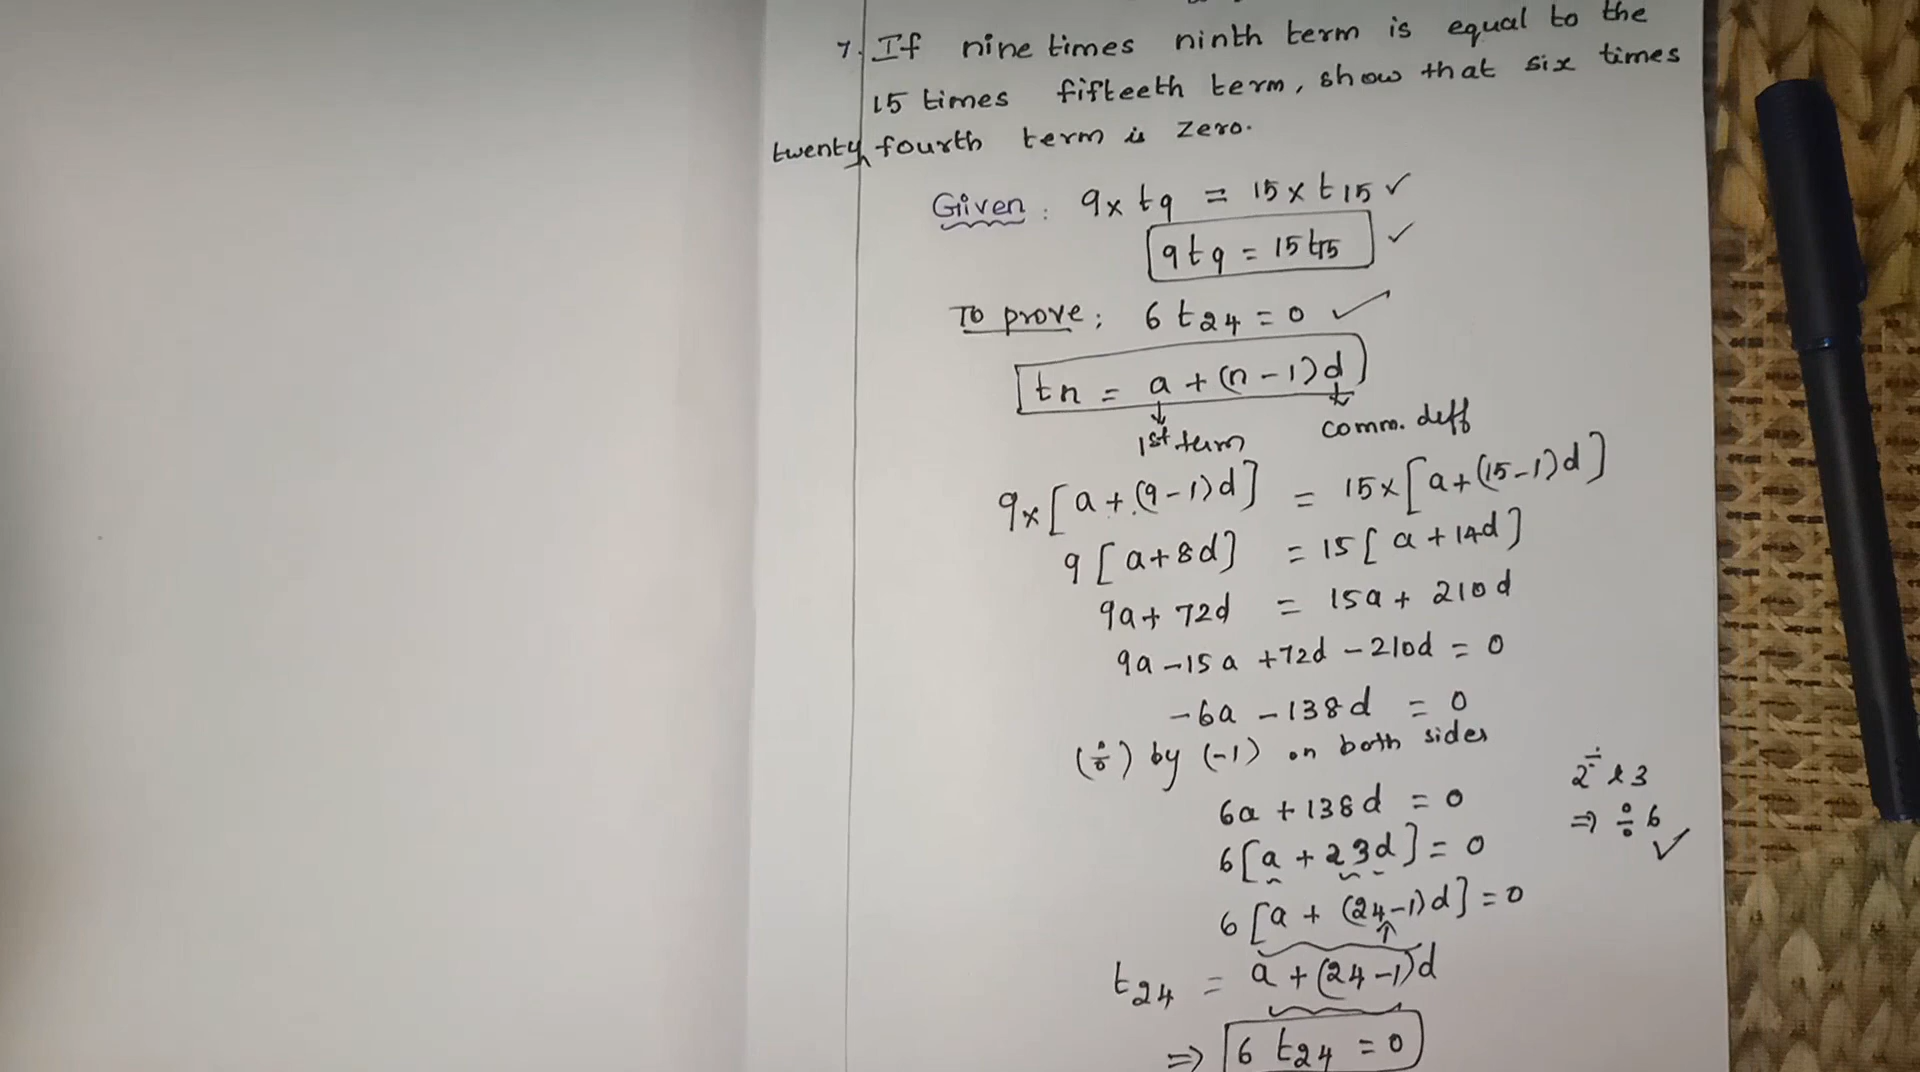 7. If nine times ninth term is equal to the
15 times fifteeth term, show that six times
twenty fourth term is zero.
Given : 9 x t9 = 15 x t15 ✓
9t9 = 15t15 ✓
To prove : 6 t24 = 0 ✓
tn = a + (n - 1)d
↓ 1st term ↓ comm. diff
9x[a + (9 - 1)d] = 15x[a + (15 - 1)d]
9[a + 8d] = 15[a + 14d]
9a + 72d = 15a + 210d
9a - 15a + 72d - 210d = 0
- 6a - 138d = 0
(÷) by (-1) on both sides
6a + 138d = 0 2 ÷ & 3
6[a + 23d] = 0 ⇒ ÷ 6 ✓
6[a + (24-1)d] = 0
↑
t24 = a + (24-1)d
⇒ 6 t24 = 0